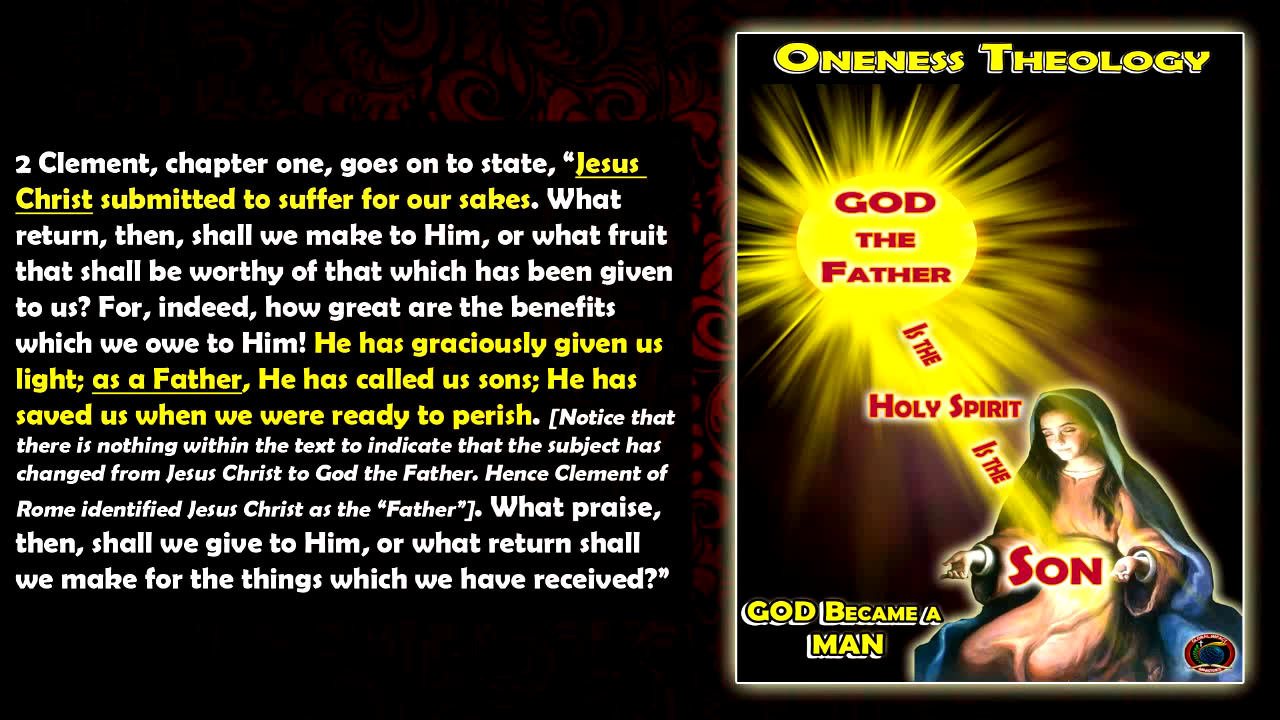 2 Clement, chapter one, goes on to state, “Jesus
Christ submitted to suffer for our sakes. What
return, then, shall we make to Him, or what fruit
that shall be worthy of that which has been given
to us? For, indeed, how great are the benefits
which we owe to Him! He has graciously given us
light; as a Father, He has called us sons; He has
saved us when we were ready to perish. [Notice that
there is nothing within the text to indicate that the subject has
changed from Jesus Christ to God the Father. Hence Clement of
Rome identified Jesus Christ as the “Father”]. What praise,
then, shall we give to Him, or what return shall
we make for the things which we have received?”
ONENESS THEOLOGY
GOD
THE
FATHER
IS THE
HOLY SPIRIT
IS THE
SON
GOD BECAME A
MAN